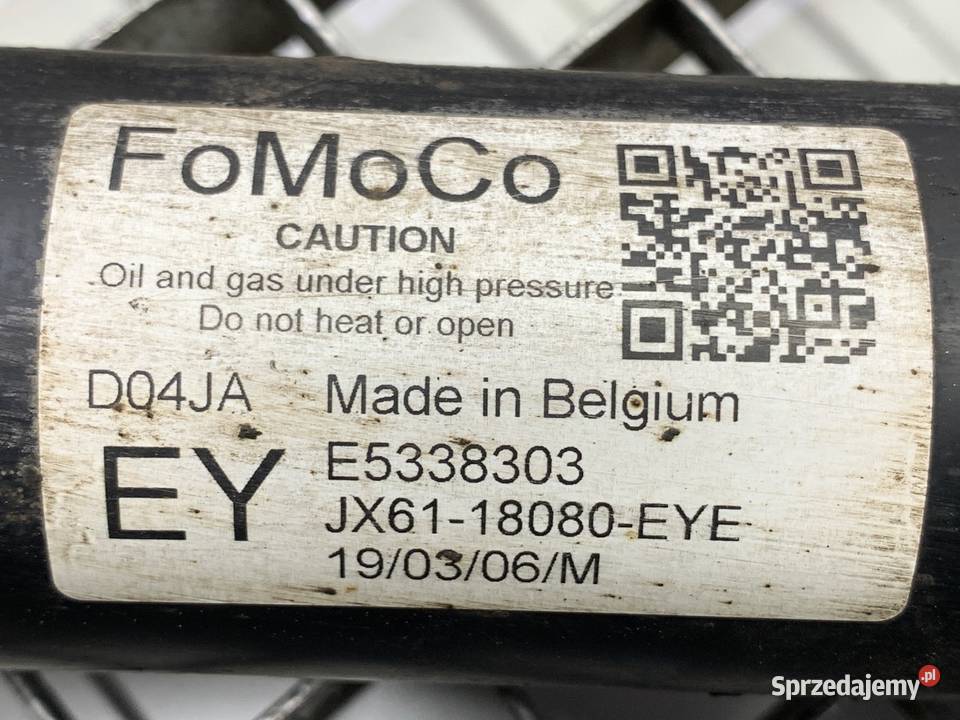 FoMoCo
CAUTION
Oil and gas under high pressure
Do not heat or open
D04JA Made in Belgium
EY
E5338303
JX61-18080-EYE
19/03/06/M
Sprzedajemy.pl